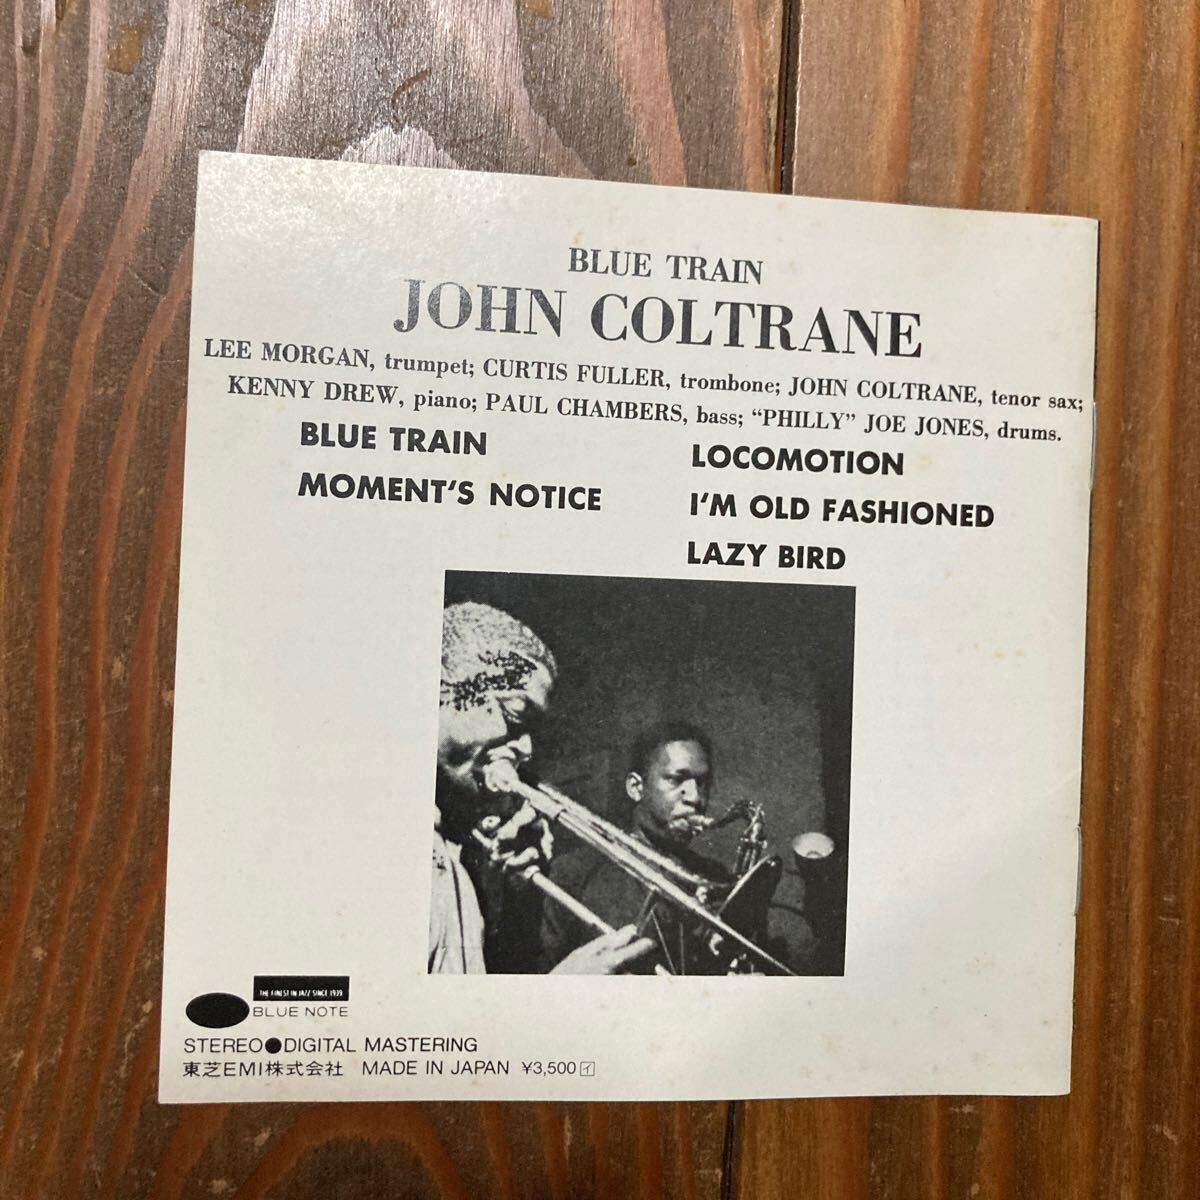 BLUE TRAIN
JOHN COLTRANE
LEE MORGAN, trumpet; CURTIS FULLER, trombone; JOHN COLTRANE, tenor sax;
KENNY DREW, piano; PAUL CHAMBERS, bass; “PHILLY” JOE JONES, drums.
BLUE TRAIN
MOMENT'S NOTICE
LOCOMOTION
I'M OLD FASHIONED
LAZY BIRD
THE FINEST IN JAZZ SINCE 1939
BLUE NOTE
STEREO●DIGITAL MASTERING
東芝EMI株式会社 MADE IN JAPAN ¥3,500 イ